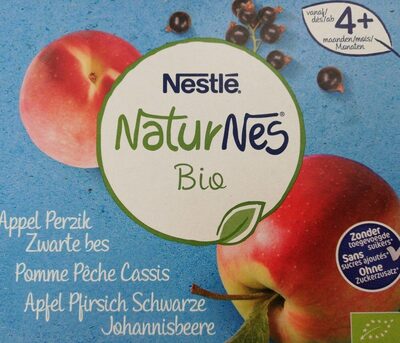 vanaf/
dès/ab
4+
maanden/mois/
Monaten
Nestlé®
NaturNes®
Bio
Appel Perzik
Zwarte bes
Pomme Pêche Cassis
Apfel Pfirsich Schwarze
Johannisbeere
Zonder
toegevoegde
suikers*
Sans
sucres ajoutés*
Ohne
Zuckerzusatz*